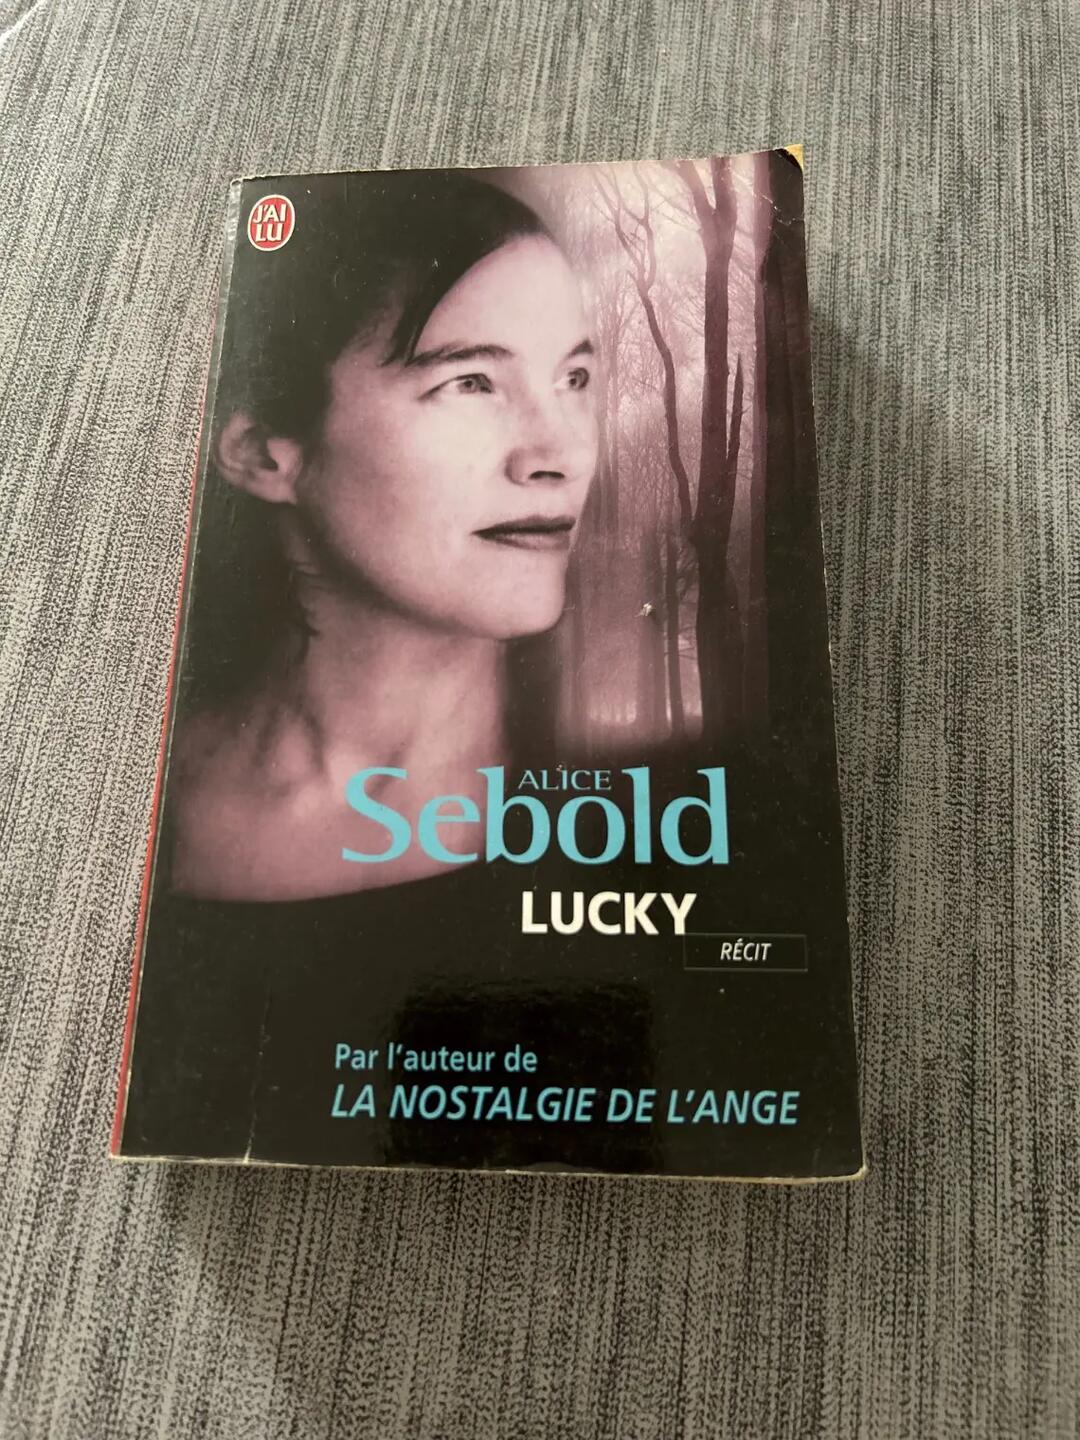 J'AI
LU
ALICE
Sebold
LUCKY
RÉCIT
Par l'auteur de
LA NOSTALGIE DE L'ANGE